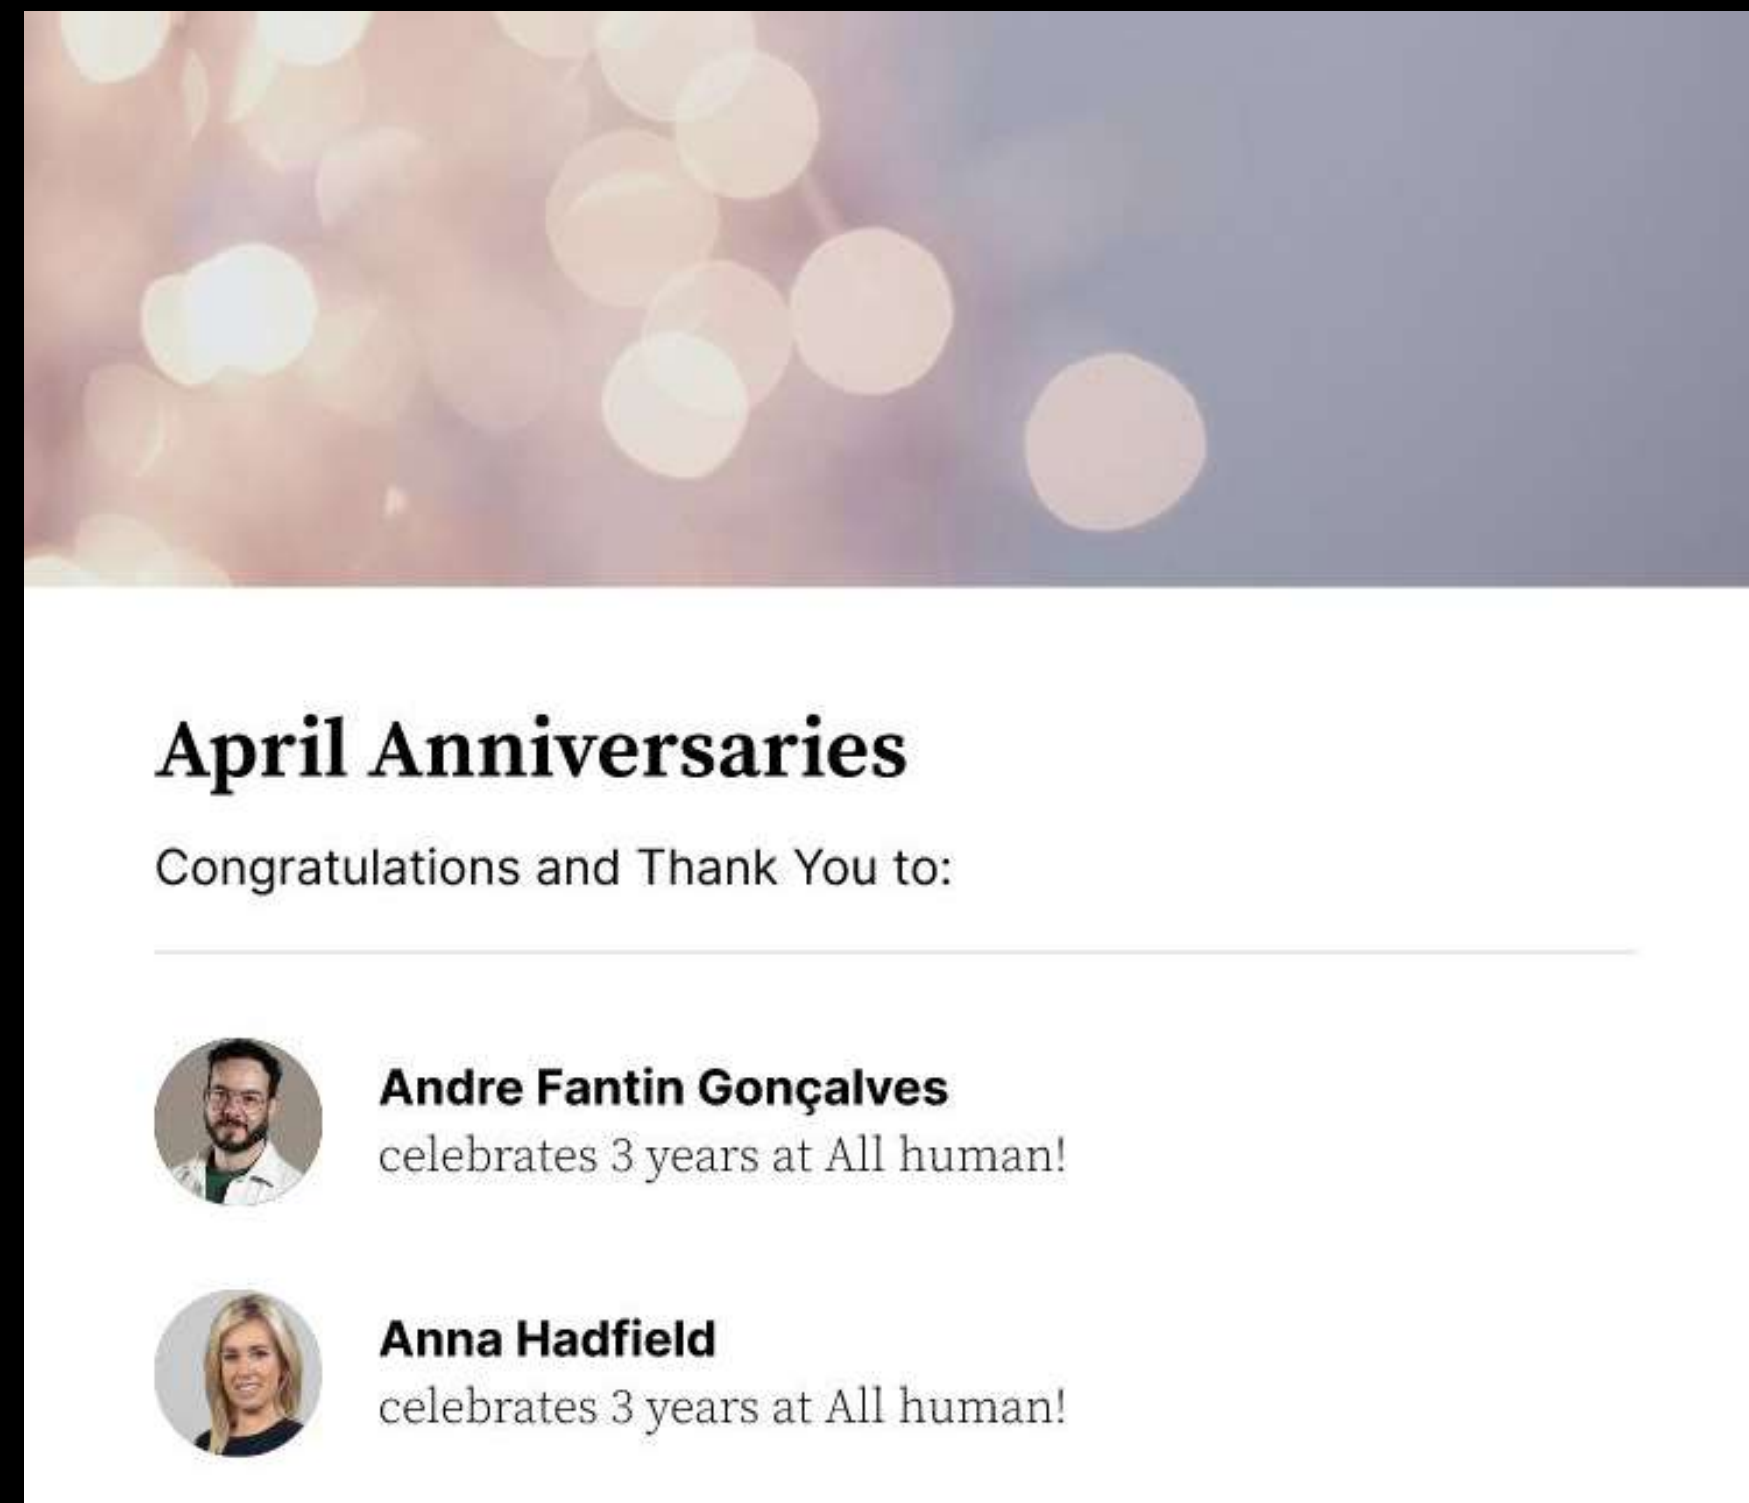 April Anniversaries
Congratulations and Thank You to:
Andre Fantin Gonçalves
celebrates 3 years at All human!
Anna Hadfield
celebrates 3 years at All human!